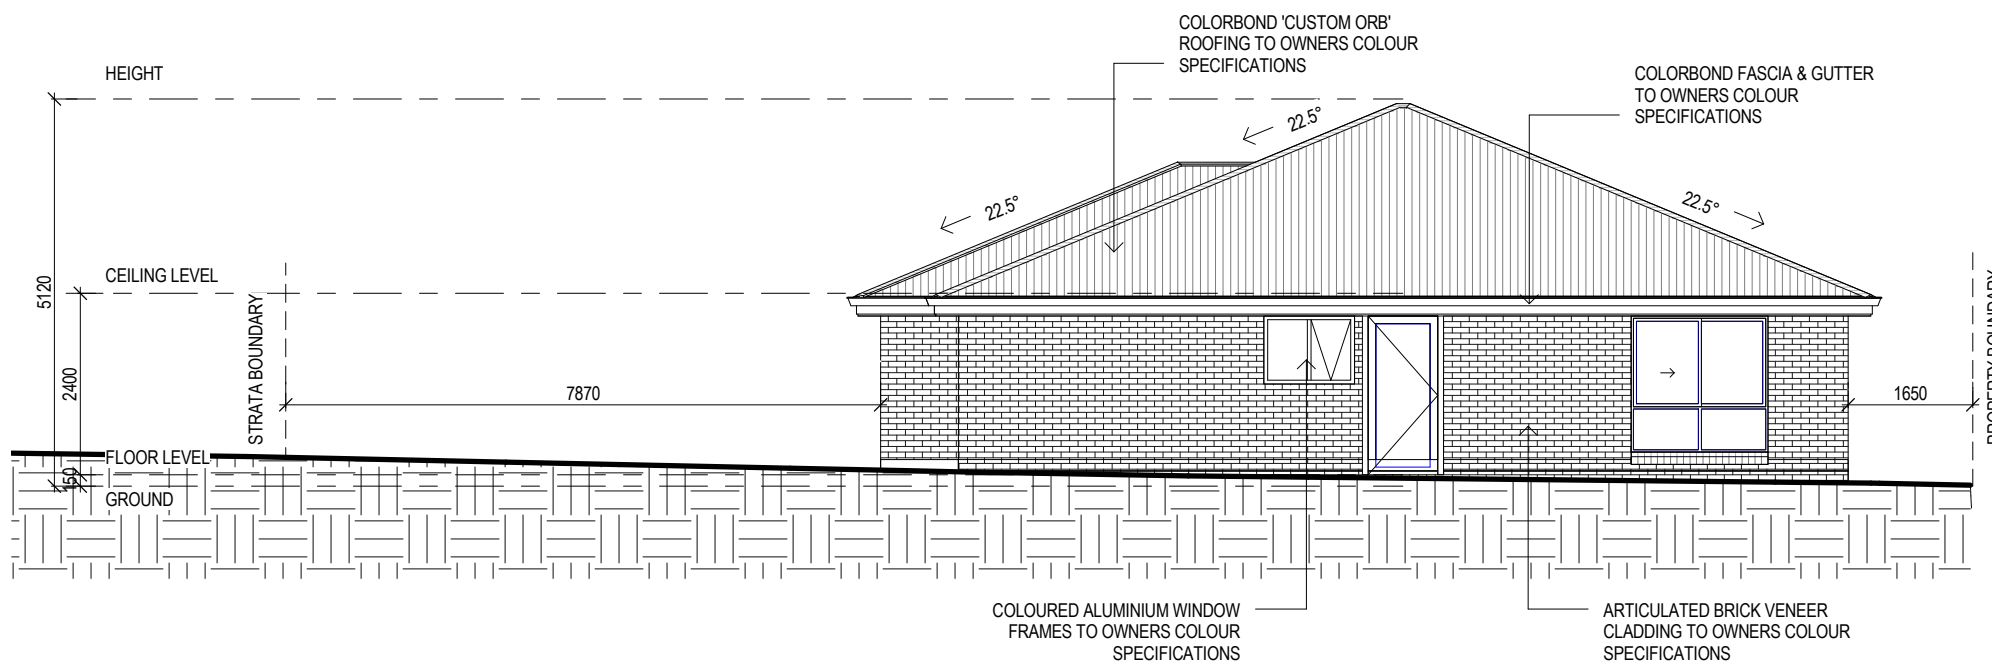 COLORBOND 'CUSTOM ORB'
ROOFING TO OWNERS COLOUR
SPECIFICATIONS
HEIGHT
COLORBOND FASCIA & GUTTER
TO OWNERS COLOUR
SPECIFICATIONS
22.5°
22.5°
22.5°
CEILING LEVEL
5120
2400
STRATA BOUNDARY
7870
1650
PROPERTY BOUNDARY
FLOOR LEVEL
150
GROUND
COLOURED ALUMINIUM WINDOW
FRAMES TO OWNERS COLOUR
SPECIFICATIONS
ARTICULATED BRICK VENEER
CLADDING TO OWNERS COLOUR
SPECIFICATIONS